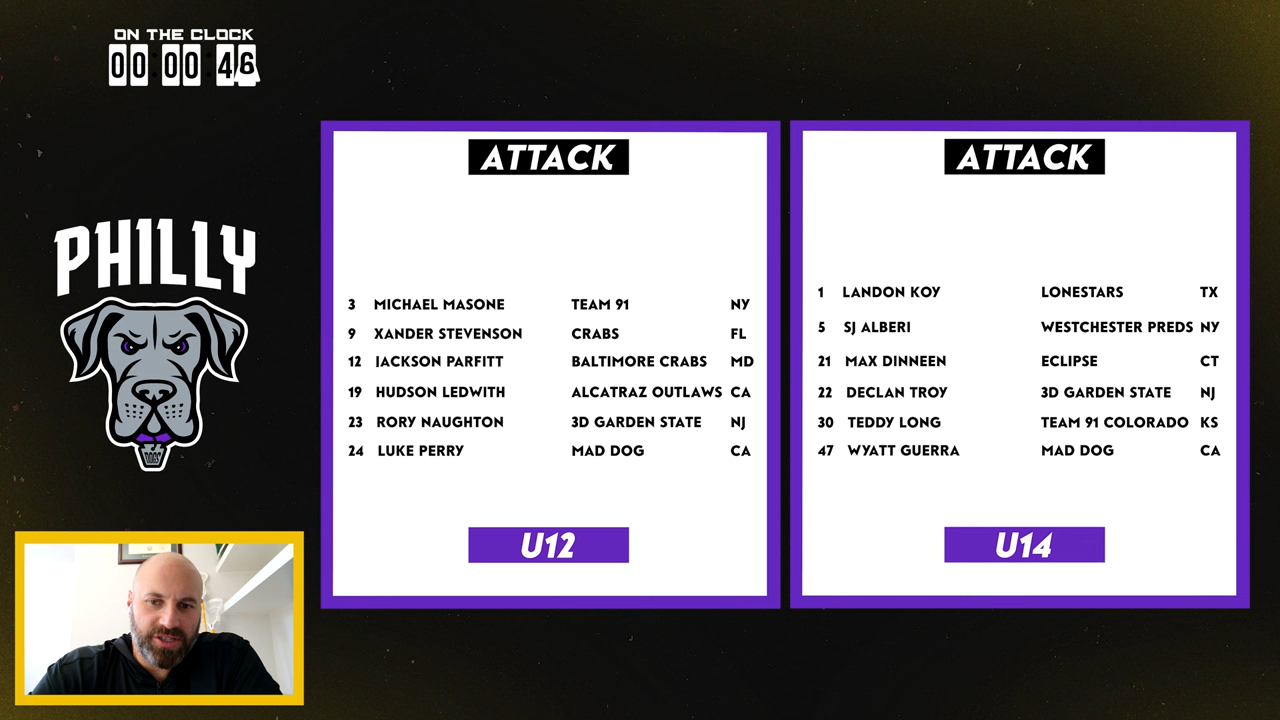 ON THE CLOCK
00:00:46
PHILLY
ATTACK
3 MICHAEL MASONE TEAM 91 NY
9 XANDER STEVENSON CRABS FL
12 JACKSON PARFITT BALTIMORE CRABS MD
19 HUDSON LEDWITH ALCATRAZ OUTLAWS CA
23 RORY NAUGHTON 3D GARDEN STATE NJ
24 LUKE PERRY MAD DOG CA
U12
ATTACK
1 LANDON KOY LONESTARS TX
5 SJ ALBERI WESTCHESTER PREDS NY
21 MAX DINNEEN ECLIPSE CT
22 DECLAN TROY 3D GARDEN STATE NJ
30 TEDDY LONG TEAM 91 COLORADO KS
47 WYATT GUERRA MAD DOG CA
U14